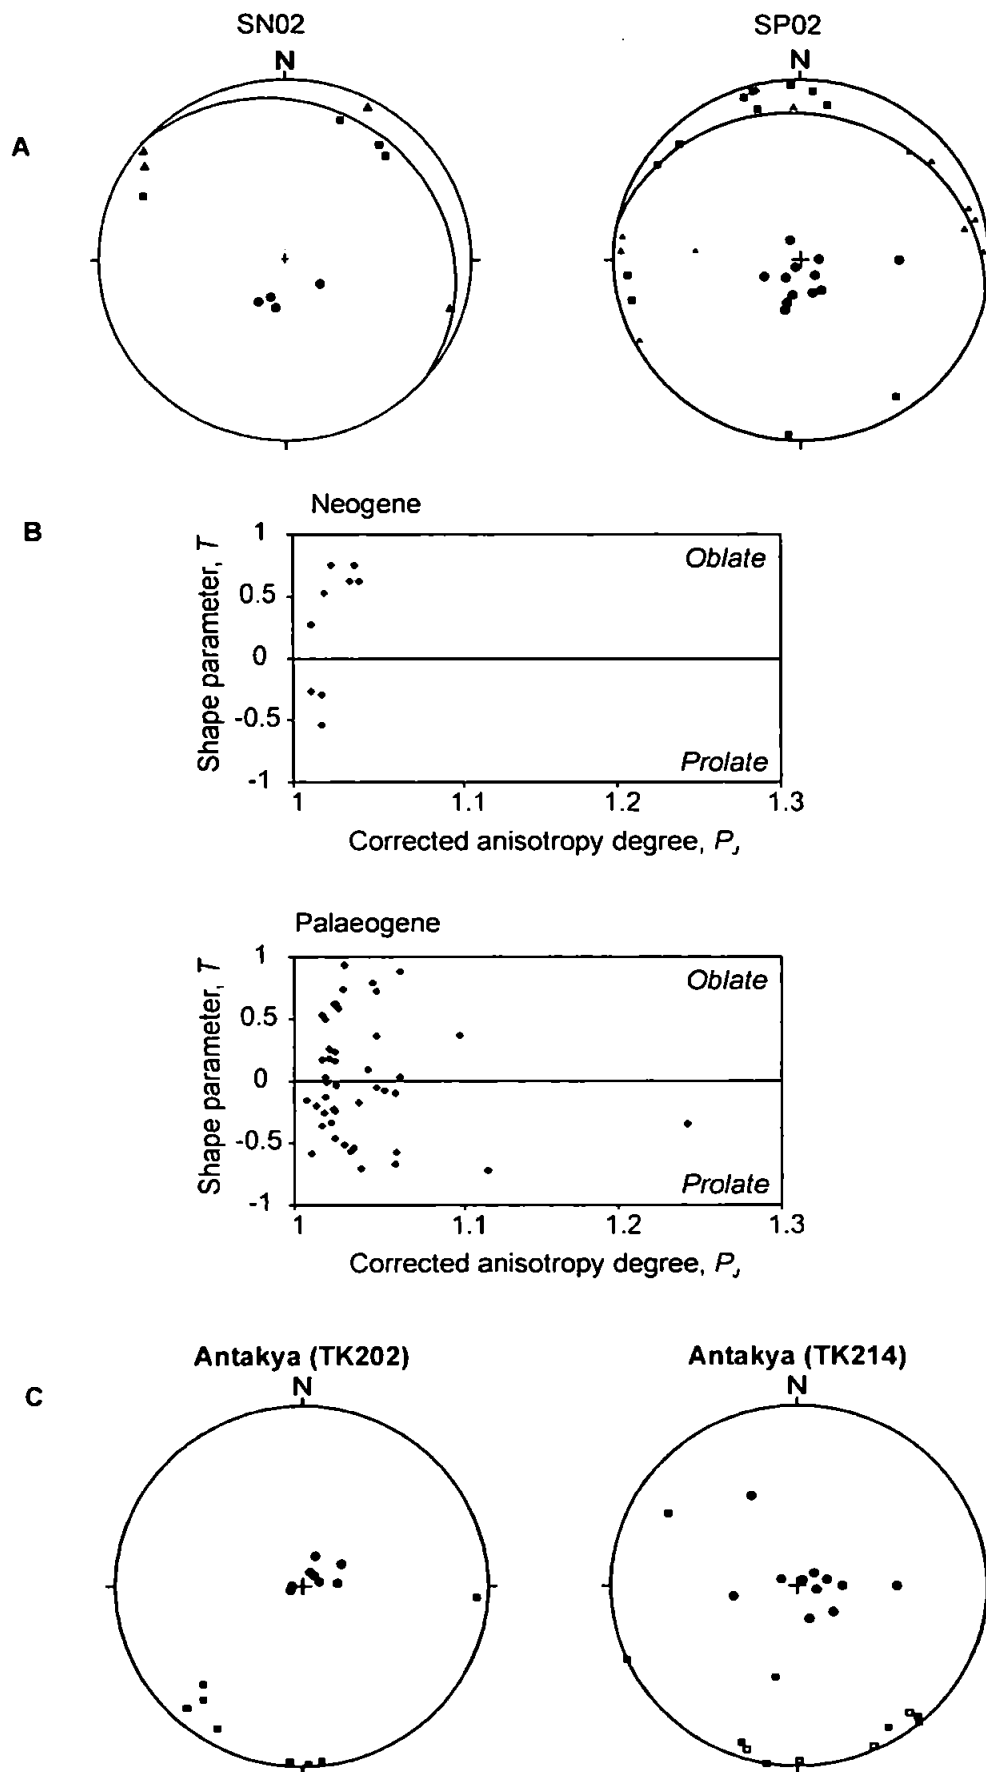 SN02 SP02
N N
A
B
Neogene
1
0.5
0
-0.5
-1
Shape parameter, T
Oblate
Prolate
1 1.1 1.2 1.3
Corrected anisotropy degree, PJ
Palaeogene
1
0.5
0
-0.5
-1
Shape parameter, T
Oblate
Prolate
1 1.1 1.2 1.3
Corrected anisotropy degree, PJ
Antakya (TK202) Antakya (TK214)
N N
C